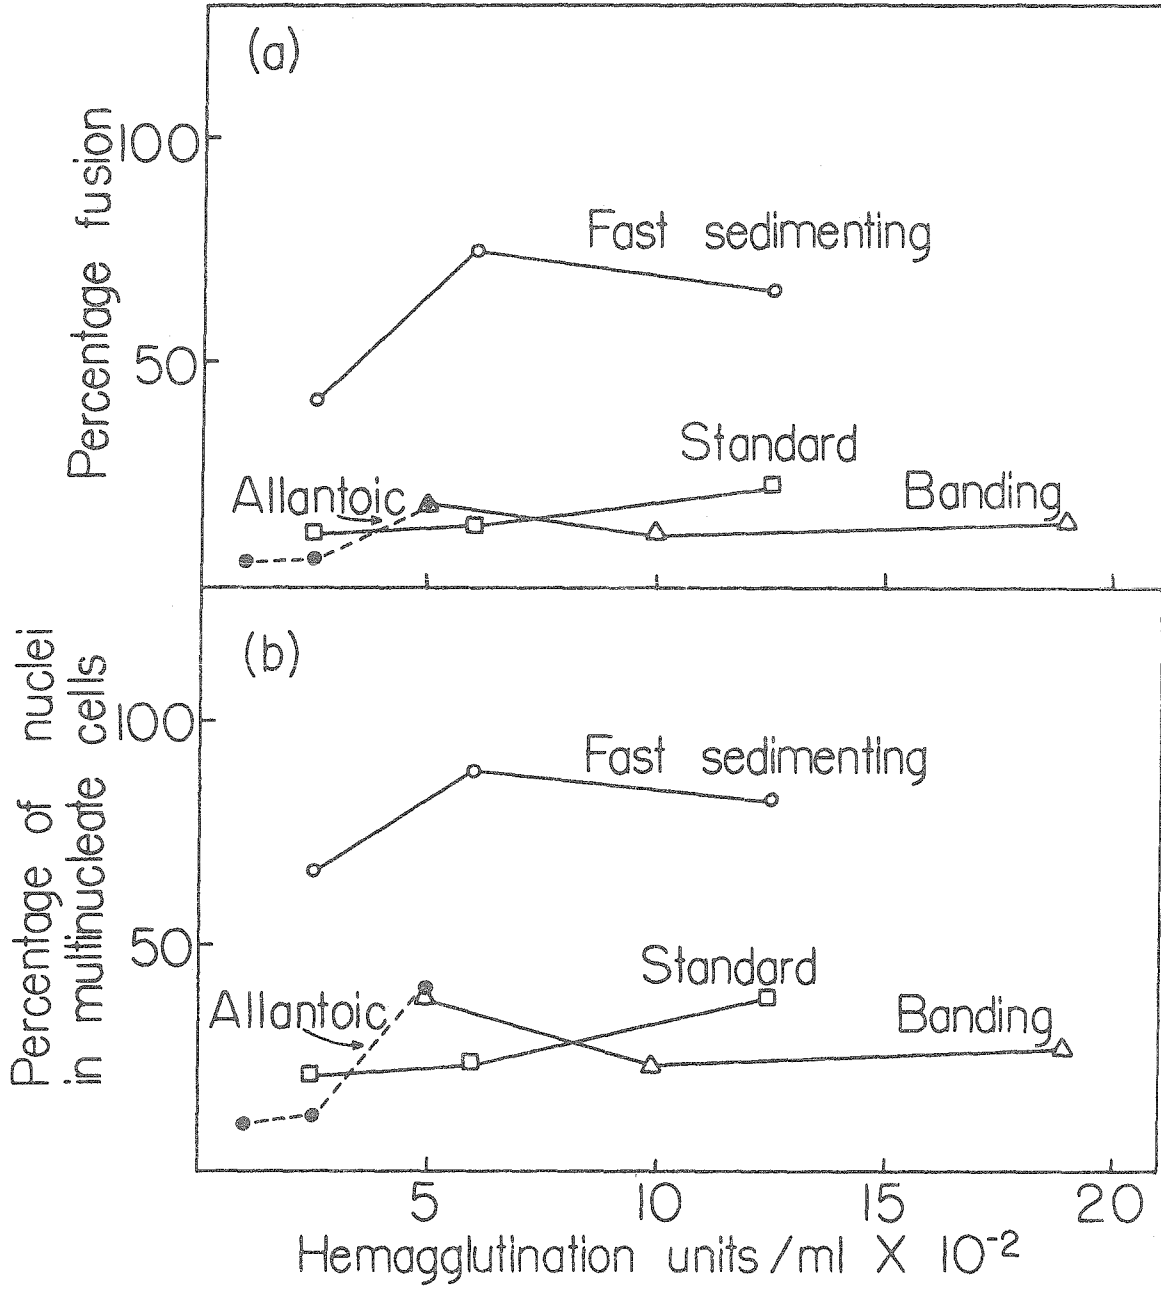 (a)
Percentage fusion
100
50
Fast sedimenting
Standard
Allantoic
Banding
(b)
Percentage of nuclei
in multinucleate cells
100
50
Fast sedimenting
Standard
Allantoic
Banding
5 10 15 20
Hemagglutination units/ml X 10⁻²